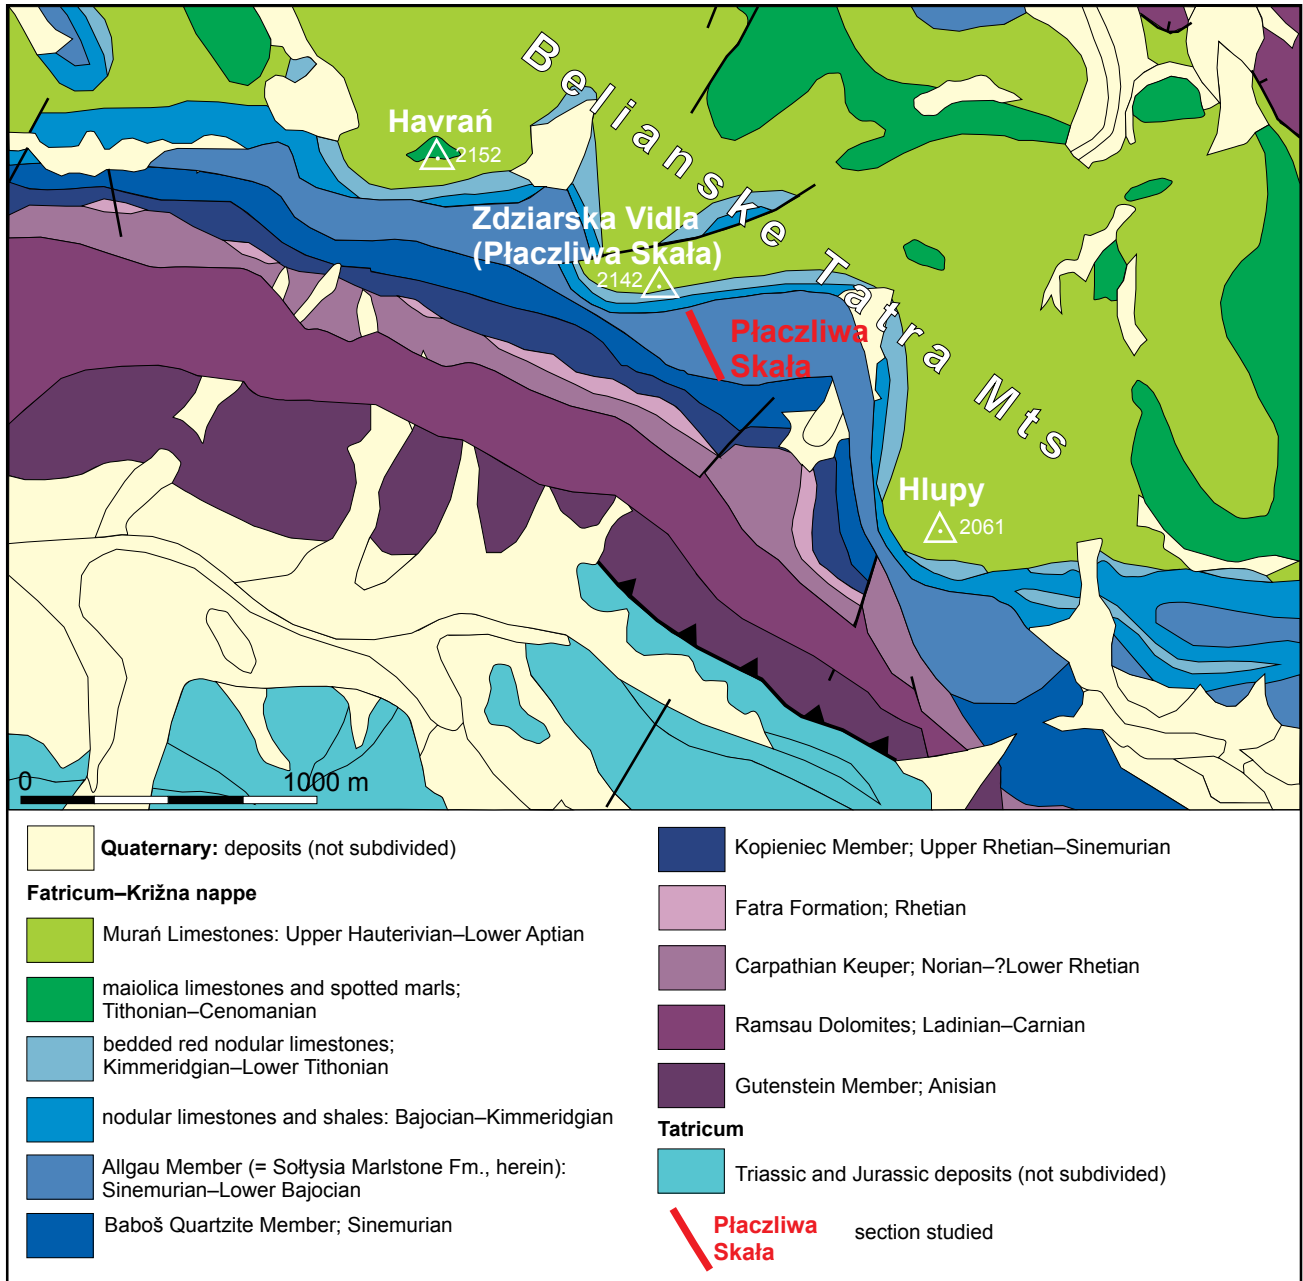 Belianske Tatra Mts
Havrań
2152
Zdziarska Vidla
(Płaczliwa Skała)
2142
Płaczliwa
Skała
Hlupy
2061
0
1000 m
Quaternary: deposits (not subdivided)
Fatricum–Križna nappe
Murań Limestones: Upper Hauterivian–Lower Aptian
maiolica limestones and spotted marls;
Tithonian–Cenomanian
bedded red nodular limestones;
Kimmeridgian–Lower Tithonian
nodular limestones and shales: Bajocian–Kimmeridgian
Allgau Member (= Sołtysia Marlstone Fm., herein):
Sinemurian–Lower Bajocian
Baboš Quartzite Member; Sinemurian
Kopieniec Member; Upper Rhetian–Sinemurian
Fatra Formation; Rhetian
Carpathian Keuper; Norian–?Lower Rhetian
Ramsau Dolomites; Ladinian–Carnian
Gutenstein Member; Anisian
Tatricum
Triassic and Jurassic deposits (not subdivided)
Płaczliwa
Skała
section studied